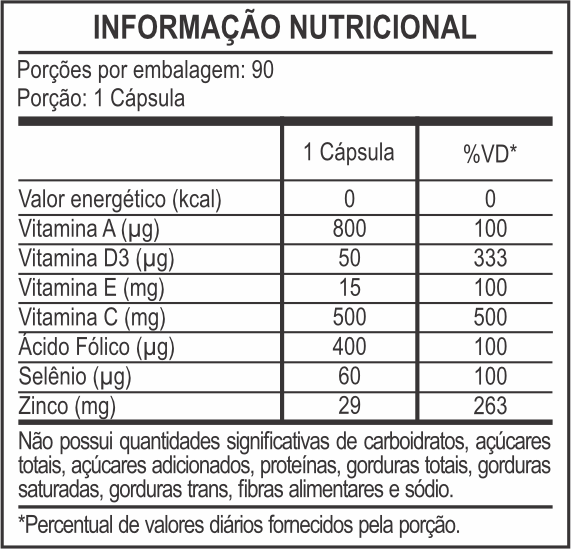 INFORMAÇÃO NUTRICIONAL
Porções por embalagem: 90
Porção: 1 Cápsula
1 Cápsula %VD*
Valor energético (kcal) 0 0
Vitamina A (µg) 800 100
Vitamina D3 (µg) 50 333
Vitamina E (mg) 15 100
Vitamina C (mg) 500 500
Ácido Fólico (µg) 400 100
Selênio (µg) 60 100
Zinco (mg) 29 263
Não possui quantidades significativas de carboidratos, açúcares
totais, açúcares adicionados, proteínas, gorduras totais, gorduras
saturadas, gorduras trans, fibras alimentares e sódio.
*Percentual de valores diários fornecidos pela porção.